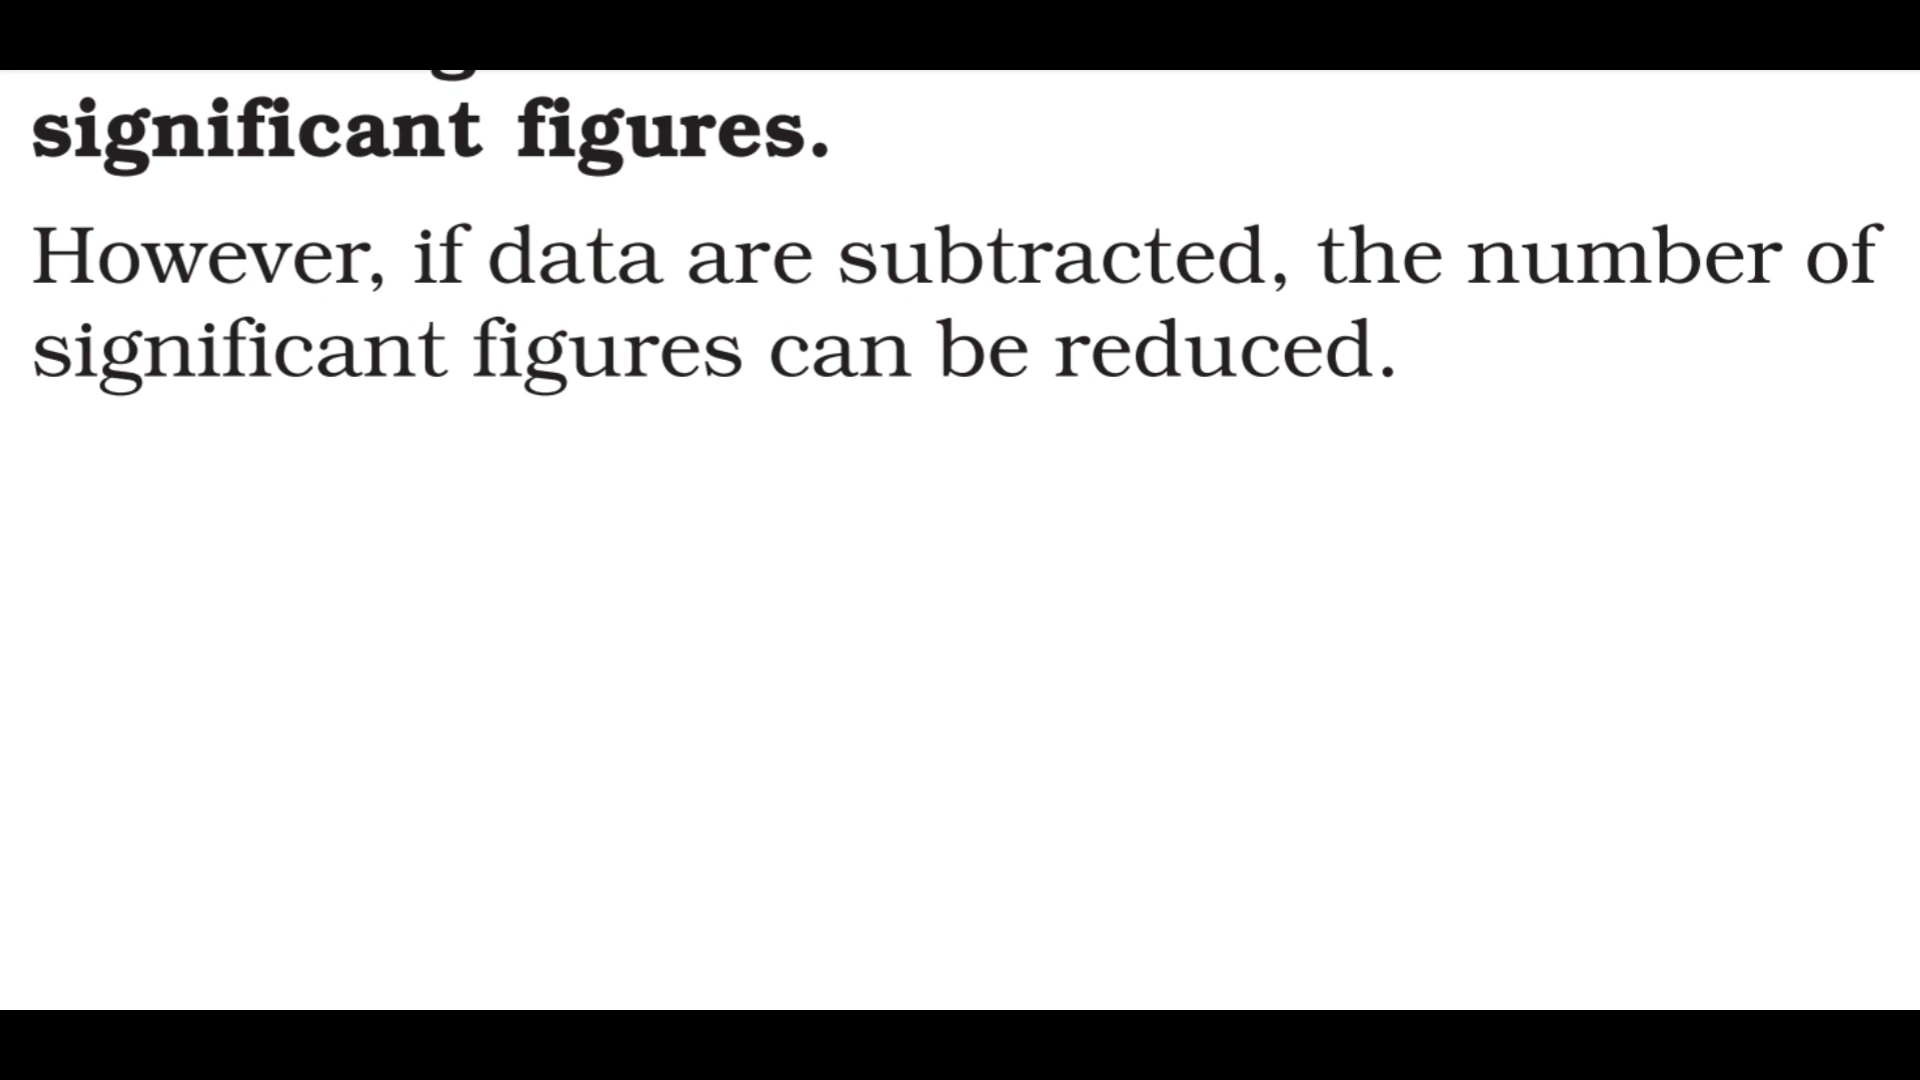 significant figures.
However, if data are subtracted, the number of
significant figures can be reduced.